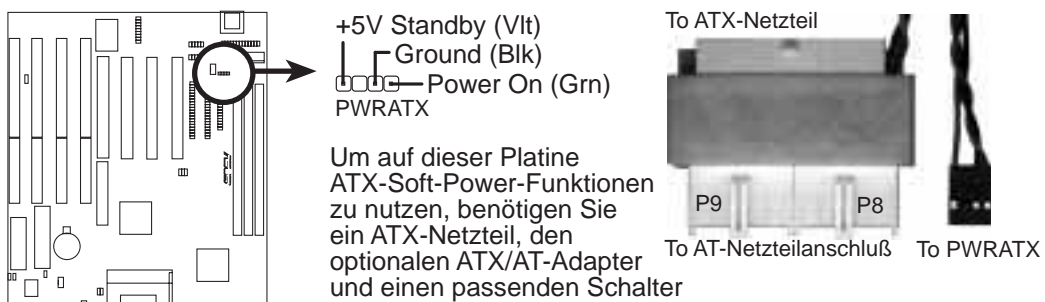 +5V Standby (Vlt)
Ground (Blk)
Power On (Grn)
PWRATX
Um auf dieser Platine
ATX-Soft-Power-Funktionen
zu nutzen, benötigen Sie
ein ATX-Netzteil, den
optionalen ATX/AT-Adapter
und einen passenden Schalter
To ATX-Netzteil
P9
P8
To AT-Netzteilanschluß
To PWRATX